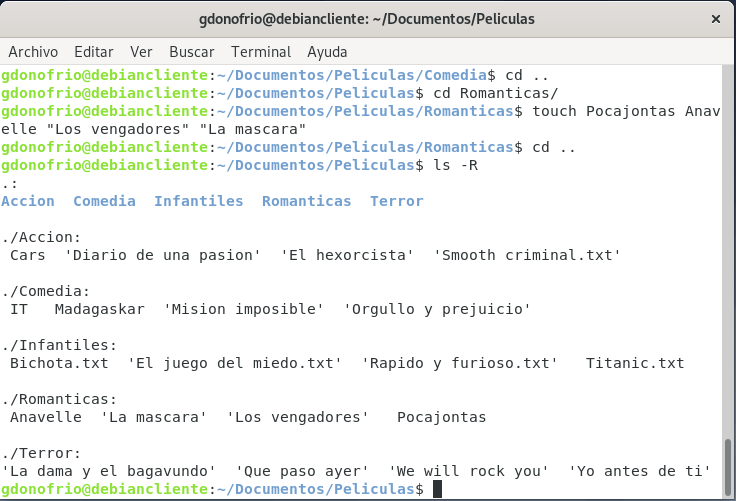 gdonofrio@debiancliente: ~/Documentos/Peliculas
×
Archivo Editar Ver Buscar Terminal Ayuda
gdonofrio@debiancliente:~/Documentos/Peliculas/Comedia$ cd ..
gdonofrio@debiancliente:~/Documentos/Peliculas$ cd Romanticas/
gdonofrio@debiancliente:~/Documentos/Peliculas/Romanticas$ touch Pocajontas Anav
elle "Los vengadores" "La mascara"
gdonofrio@debiancliente:~/Documentos/Peliculas/Romanticas$ cd ..
gdonofrio@debiancliente:~/Documentos/Peliculas$ ls -R
.:
Accion  Comedia  Infantiles  Romanticas  Terror

./Accion:
 Cars  'Diario de una pasion'  'El hexorcista'  'Smooth criminal.txt'

./Comedia:
 IT   Madagaskar  'Mision imposible'  'Orgullo y prejuicio'

./Infantiles:
 Bichota.txt  'El juego del miedo.txt'  'Rapido y furioso.txt'   Titanic.txt

./Romanticas:
 Anavelle  'La mascara'  'Los vengadores'   Pocajontas

./Terror:
'La dama y el bagavundo'  'Que paso ayer'  'We will rock you'  'Yo antes de ti'
gdonofrio@debiancliente:~/Documentos/Peliculas$